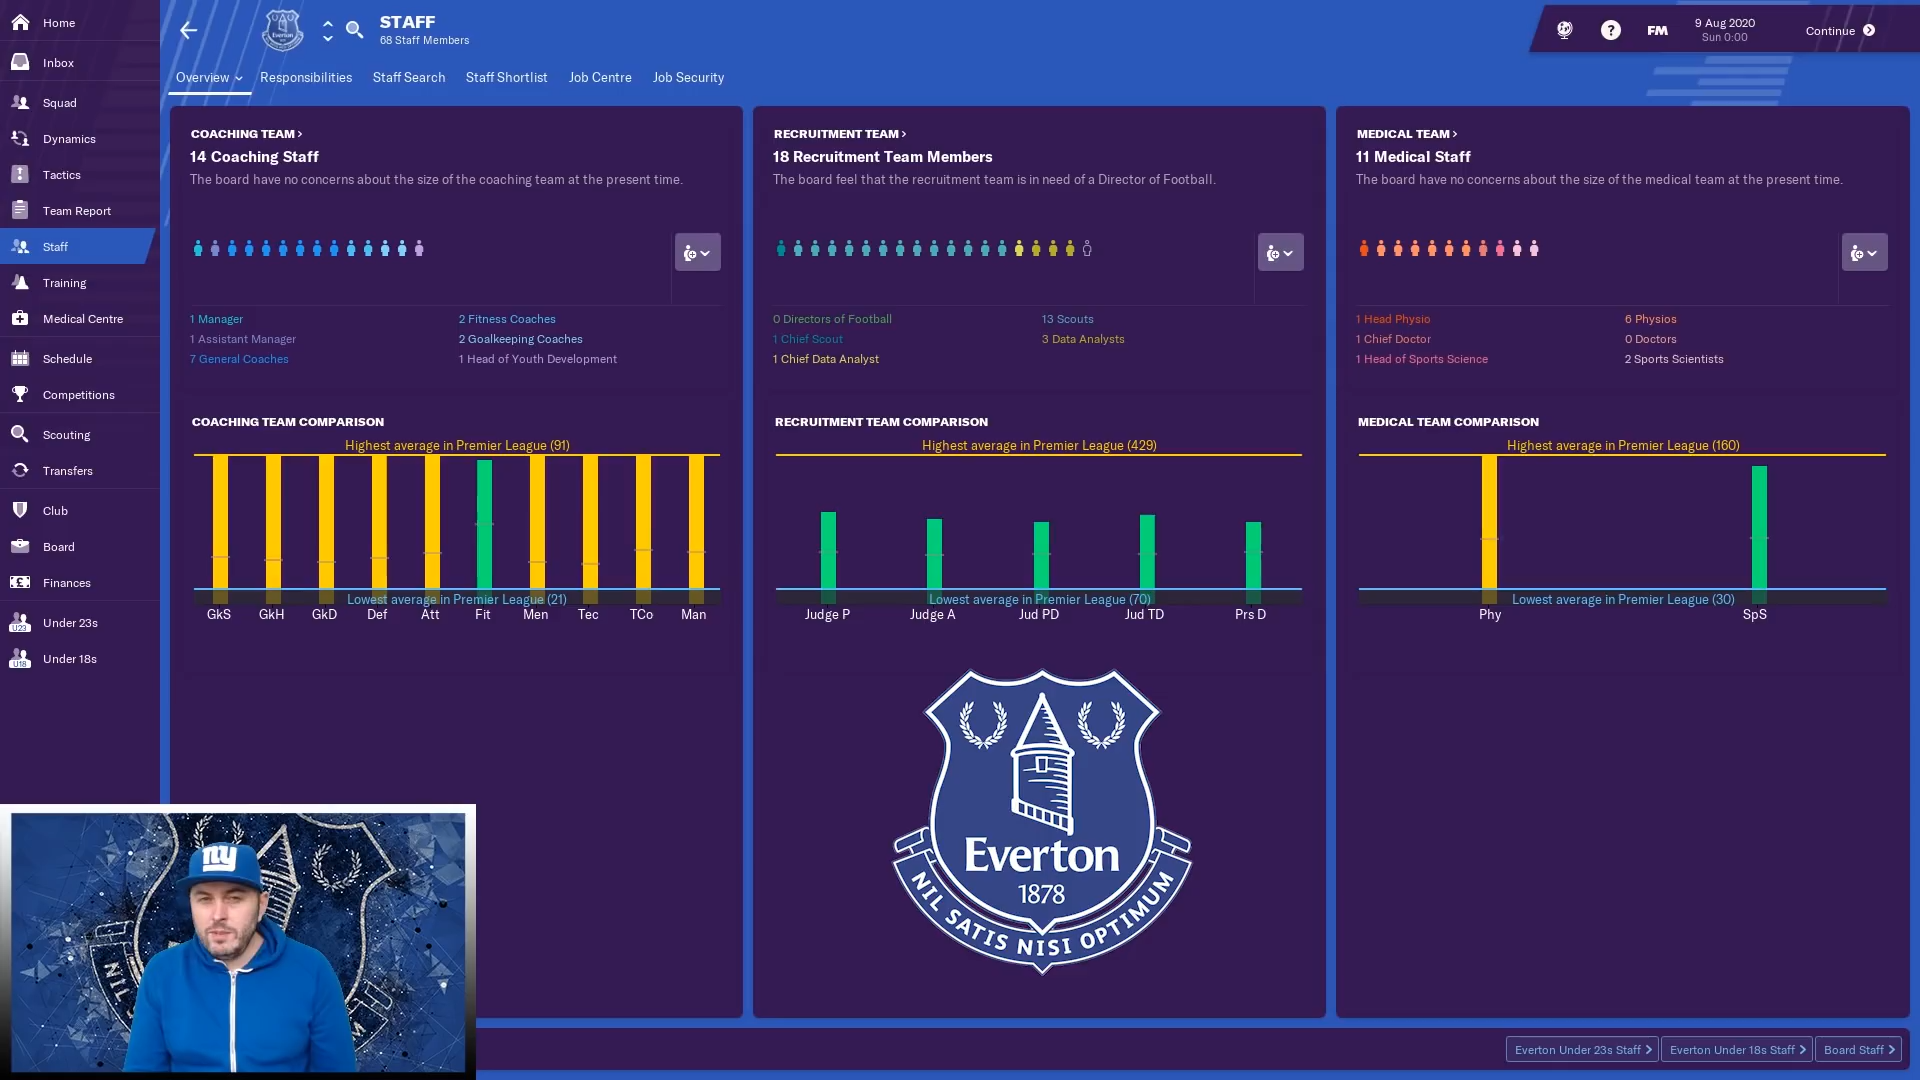 Home
Inbox
Squad
Dynamics
Tactics
Team Report
Staff
Training
Medical Centre
Schedule
Competitions
Scouting
Transfers
Club
Board
Finances
U23
Under 23s
U18
Under 18s
Everton
STAFF
68 Staff Members
FM
9 Aug 2020
Sun 0:00
Continue
Overview
Responsibilities
Staff Search
Staff Shortlist
Job Centre
Job Security
COACHING TEAM
14 Coaching Staff
The board have no concerns about the size of the coaching team at the present time.
1 Manager
2 Fitness Coaches
1 Assistant Manager
2 Goalkeeping Coaches
7 General Coaches
1 Head of Youth Development
COACHING TEAM COMPARISON
Highest average in Premier League (91)
Lowest average in Premier League (21)
GkS GkH GkD Def Att Fit Men Tec TCo Man
RECRUITMENT TEAM
18 Recruitment Team Members
The board feel that the recruitment team is in need of a Director of Football.
0 Directors of Football
13 Scouts
1 Chief Scout
3 Data Analysts
1 Chief Data Analyst
RECRUITMENT TEAM COMPARISON
Highest average in Premier League (429)
Lowest average in Premier League (70)
Judge P Judge A Jud PD Jud TD Prs D
Everton
1878
NIL SATIS NISI OPTIMUM
MEDICAL TEAM
11 Medical Staff
The board have no concerns about the size of the medical team at the present time.
1 Head Physio
6 Physios
1 Chief Doctor
0 Doctors
1 Head of Sports Science
2 Sports Scientists
MEDICAL TEAM COMPARISON
Highest average in Premier League (160)
Lowest average in Premier League (30)
Phy SpS
ny
NIL
Everton Under 23s Staff
Everton Under 18s Staff
Board Staff